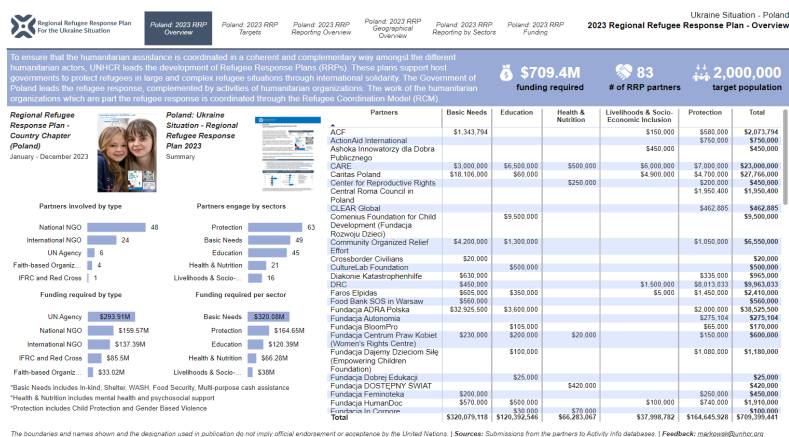 Regional Refugee Response Plan
For the Ukraine Situation
Poland: 2023 RRP
Overview
Poland: 2023 RRP
Targets
Poland: 2023 RRP
Reporting Overview
Poland: 2023 RRP
Geographical
Overview
Poland: 2023 RRP
Reporting by Sectors
Poland: 2023 RRP
Funding
Ukraine Situation - Poland
2023 Regional Refugee Response Plan - Overview
To ensure that the humanitarian assistance is coordinated in a coherent and complementary way amongst the different
humanitarian actors, UNHCR leads the development of Refugee Response Plans (RRPs). These plans support host
governments to protect refugees in large and complex refugee situations through international solidarity. The Government of
Poland leads the refugee response, complemented by activities of humanitarian organizations. The work of the humanitarian
organizations which are part the refugee response is coordinated through the Refugee Coordination Model (RCM).
$709.4M
funding required
83
# of RRP partners
2,000,000
target population
Regional Refugee
Response Plan -
Country Chapter
(Poland)
January - December 2023
Poland: Ukraine
Situation - Regional
Refugee Response
Plan 2023
Summary
Partners involved by type
National NGO 48
International NGO 24
UN Agency 6
Faith-based Organiz... 4
IFRC and Red Cross 1
Partners engage by sectors
Protection 63
Basic Needs 49
Education 45
Health & Nutrition 21
Livelihoods & Socio-... 16
Funding required by type
UN Agency $293.91M
National NGO $159.57M
International NGO $137.39M
IFRC and Red Cross $85.5M
Faith-based Organiz... $33.02M
Funding required per sector
Basic Needs $320.08M
Protection $164.65M
Education $120.39M
Health & Nutrition $66.28M
Livelihoods & Socio-... $38M
*Basic Needs includes In-kind, Shelter, WASH, Food Security, Multi-purpose cash assistance
*Health & Nutrition includes mental health and psychosocial support
*Protection includes Child Protection and Gender Based Violence
Partners Basic Needs Education Health & Nutrition Livelihoods & Socio-Economic Inclusion Protection Total
ACF $1,343,794 $150,000 $580,000 $2,073,794
ActionAid International $750,000 $750,000
Ashoka Innowatorzy dla Dobra
Publicznego $450,000 $450,000
CARE $3,000,000 $6,500,000 $500,000 $6,000,000 $7,000,000 $23,000,000
Caritas Poland $18,106,000 $60,000 $4,900,000 $4,700,000 $27,766,000
Center for Reproductive Rights $250,000 $200,000 $450,000
Central Roma Council in
Poland $1,950,400 $1,950,400
CLEAR Global $462,885 $462,885
Comenius Foundation for Child
Development (Fundacja
Rozwoju Dzieci) $9,500,000 $9,500,000
Community Organized Relief
Effort $4,200,000 $1,300,000 $1,050,000 $6,550,000
Crossborder Civilians $20,000 $20,000
CultureLab Foundation $500,000 $500,000
Diakonie Katastrophenhilfe $630,000 $335,000 $965,000
DRC $450,000 $1,500,000 $8,013,033 $9,963,033
Faros Elpidas $605,000 $350,000 $5,000 $1,450,000 $2,410,000
Food Bank SOS in Warsaw $560,000 $560,000
Fundacja ADRA Polska $32,925,500 $3,600,000 $2,000,000 $38,525,500
Fundacja Autonomia $275,104 $275,104
Fundacja BloomPro $105,000 $65,000 $170,000
Fundacja Centrum Praw Kobiet
(Women's Rights Centre) $230,000 $200,000 $20,000 $150,000 $600,000
Fundacja Dajemy Dzieciom Siłę
(Empowering Children
Foundation) $100,000 $1,080,000 $1,180,000
Fundacja Dobrej Edukacji $25,000 $25,000
Fundacja DOSTĘPNY ŚWIAT $420,000 $420,000
Fundacja Feminoteka $200,000 $250,000 $450,000
Fundacja HumanDoc $570,000 $500,000 $100,000 $740,000 $1,910,000
Fundacja In Corpore $30,000 $70,000 $100,000
Total $320,079,118 $120,392,546 $66,283,067 $37,998,782 $164,645,928 $709,399,441
The boundaries and names shown and the designation used in publication do not imply official endorsement or acceptance by the United Nations. | Sources: Submissions from the partners to Activity Info databases. | Feedback: markowsk@unhcr.org